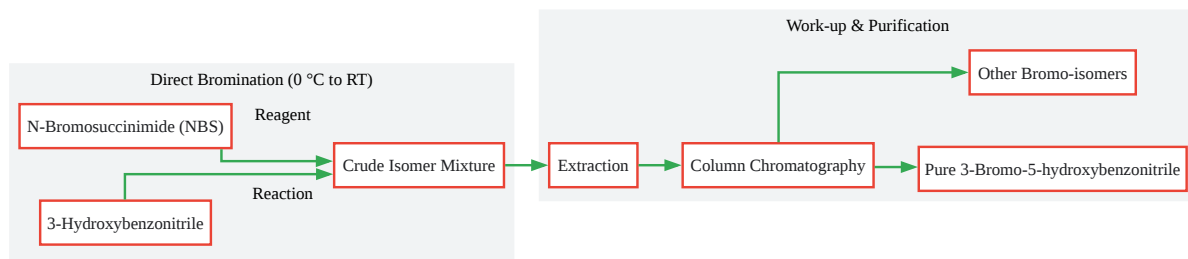 Work-up & Purification
Direct Bromination (0 °C to RT)
Other Bromo-isomers
N-Bromosuccinimide (NBS)
Reagent
Crude Isomer Mixture
Extraction
Column Chromatography
Pure 3-Bromo-5-hydroxybenzonitrile
Reaction
3-Hydroxybenzonitrile